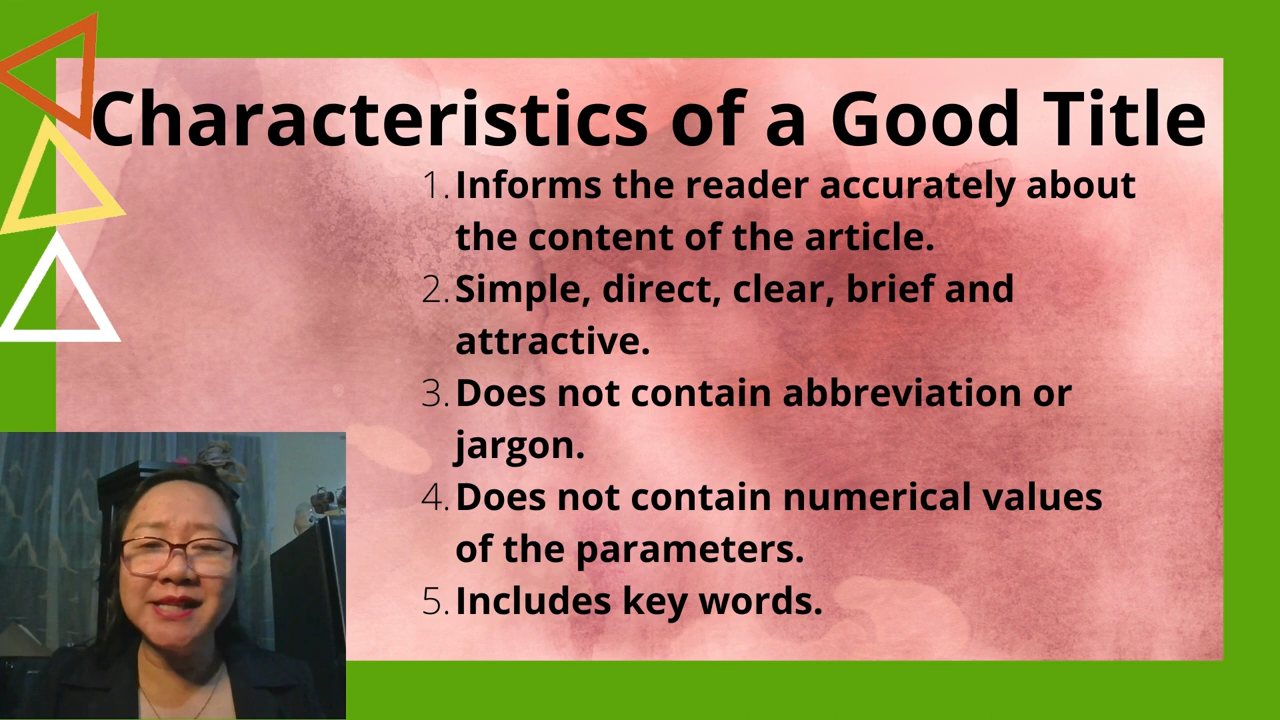 Characteristics of a Good Title
1. Informs the reader accurately about
the content of the article.
2. Simple, direct, clear, brief and
attractive.
3. Does not contain abbreviation or
jargon.
4. Does not contain numerical values
of the parameters.
5. Includes key words.